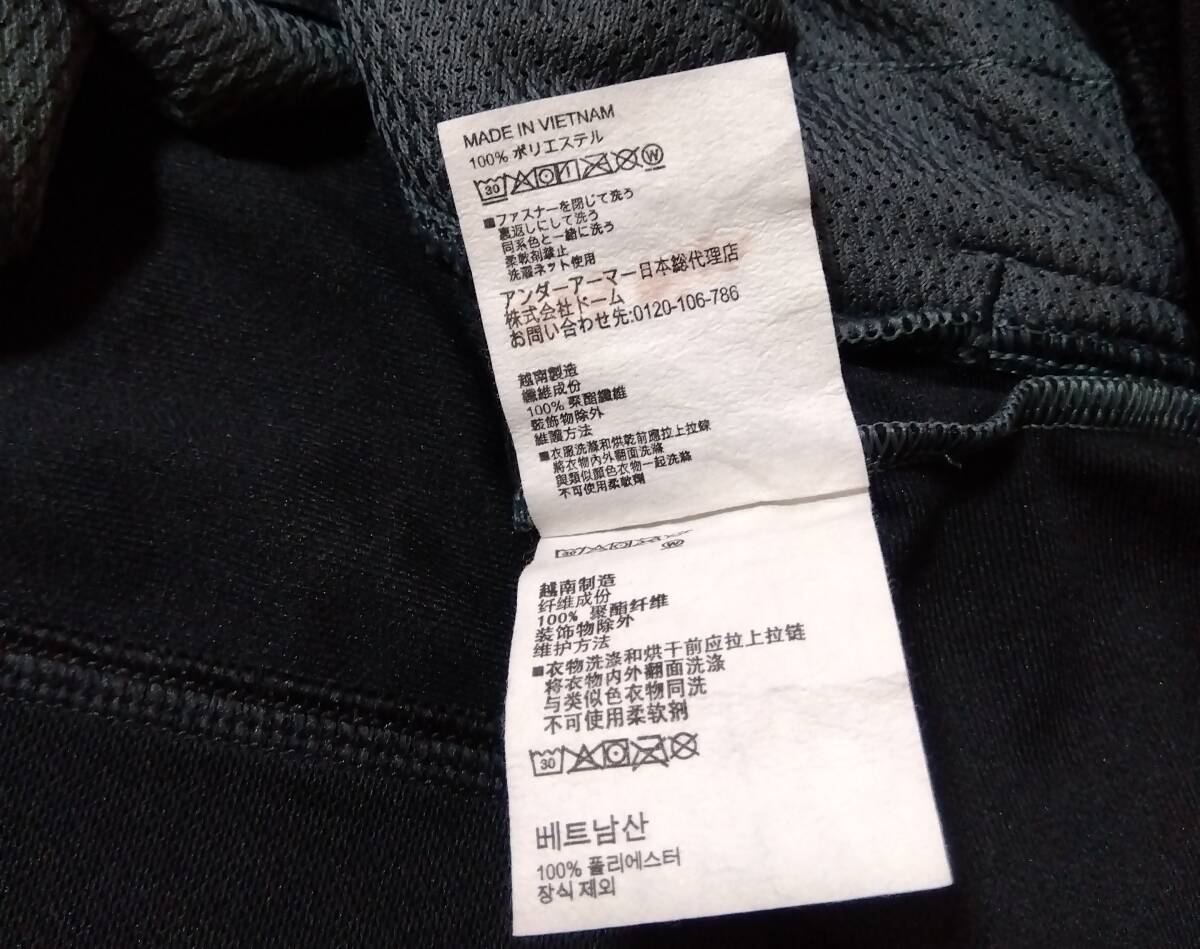 MADE IN VIETNAM
100% ポリエステル
30 W
■ファスナーを閉じて洗う
裏返しにして洗う
同系色と一緒に洗う
柔軟剤禁止
洗濯ネット使用
アンダーアーマー日本総代理店
株式会社ドーム
お問い合わせ先:0120-106-786
越南製造
纖維成份
100% 聚酯纖維
裝飾物除外
維護方法
■衣服洗滌和烘乾前應拉上拉鍊
將衣物內外翻面洗滌
與類似顏色衣物一起洗滌
不可使用柔軟劑
30 W
越南制造
纤维成份
100% 聚酯纤维
装饰物除外
维护方法
■衣物洗涤和烘干前应拉上拉链
将衣物内外翻面洗涤
与类似色衣物同洗
不可使用柔软剂
30
베트남산
100% 폴리에스터
장식 제외